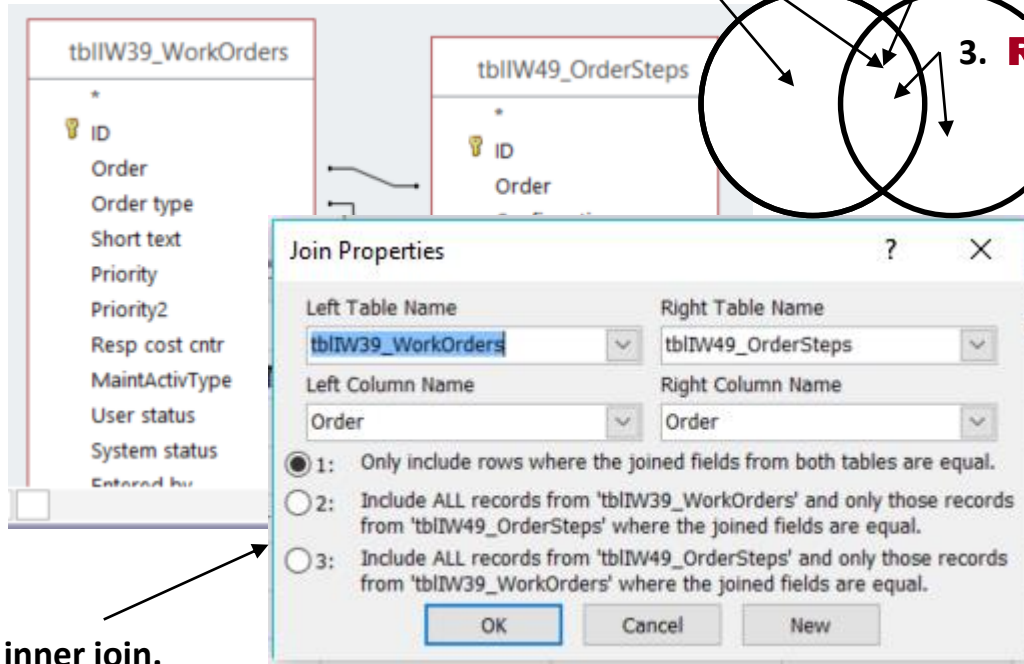 tblIW39_WorkOrders
*
ID
Order
Order type
Short text
Priority
Priority2
Resp cost cntr
MaintActivType
User status
System status
Entered by
tblIW49_OrderSteps
*
ID
Order
3. R
Join Properties
? X
Left Table Name Right Table Name
tblIW39_WorkOrders tblIW49_OrderSteps
Left Column Name Right Column Name
Order Order
1: Only include rows where the joined fields from both tables are equal.
2: Include ALL records from 'tblIW39_WorkOrders' and only those records
from 'tblIW49_OrderSteps' where the joined fields are equal.
3: Include ALL records from 'tblIW49_OrderSteps' and only those records
from 'tblIW39_WorkOrders' where the joined fields are equal.
OK Cancel New
inner join.